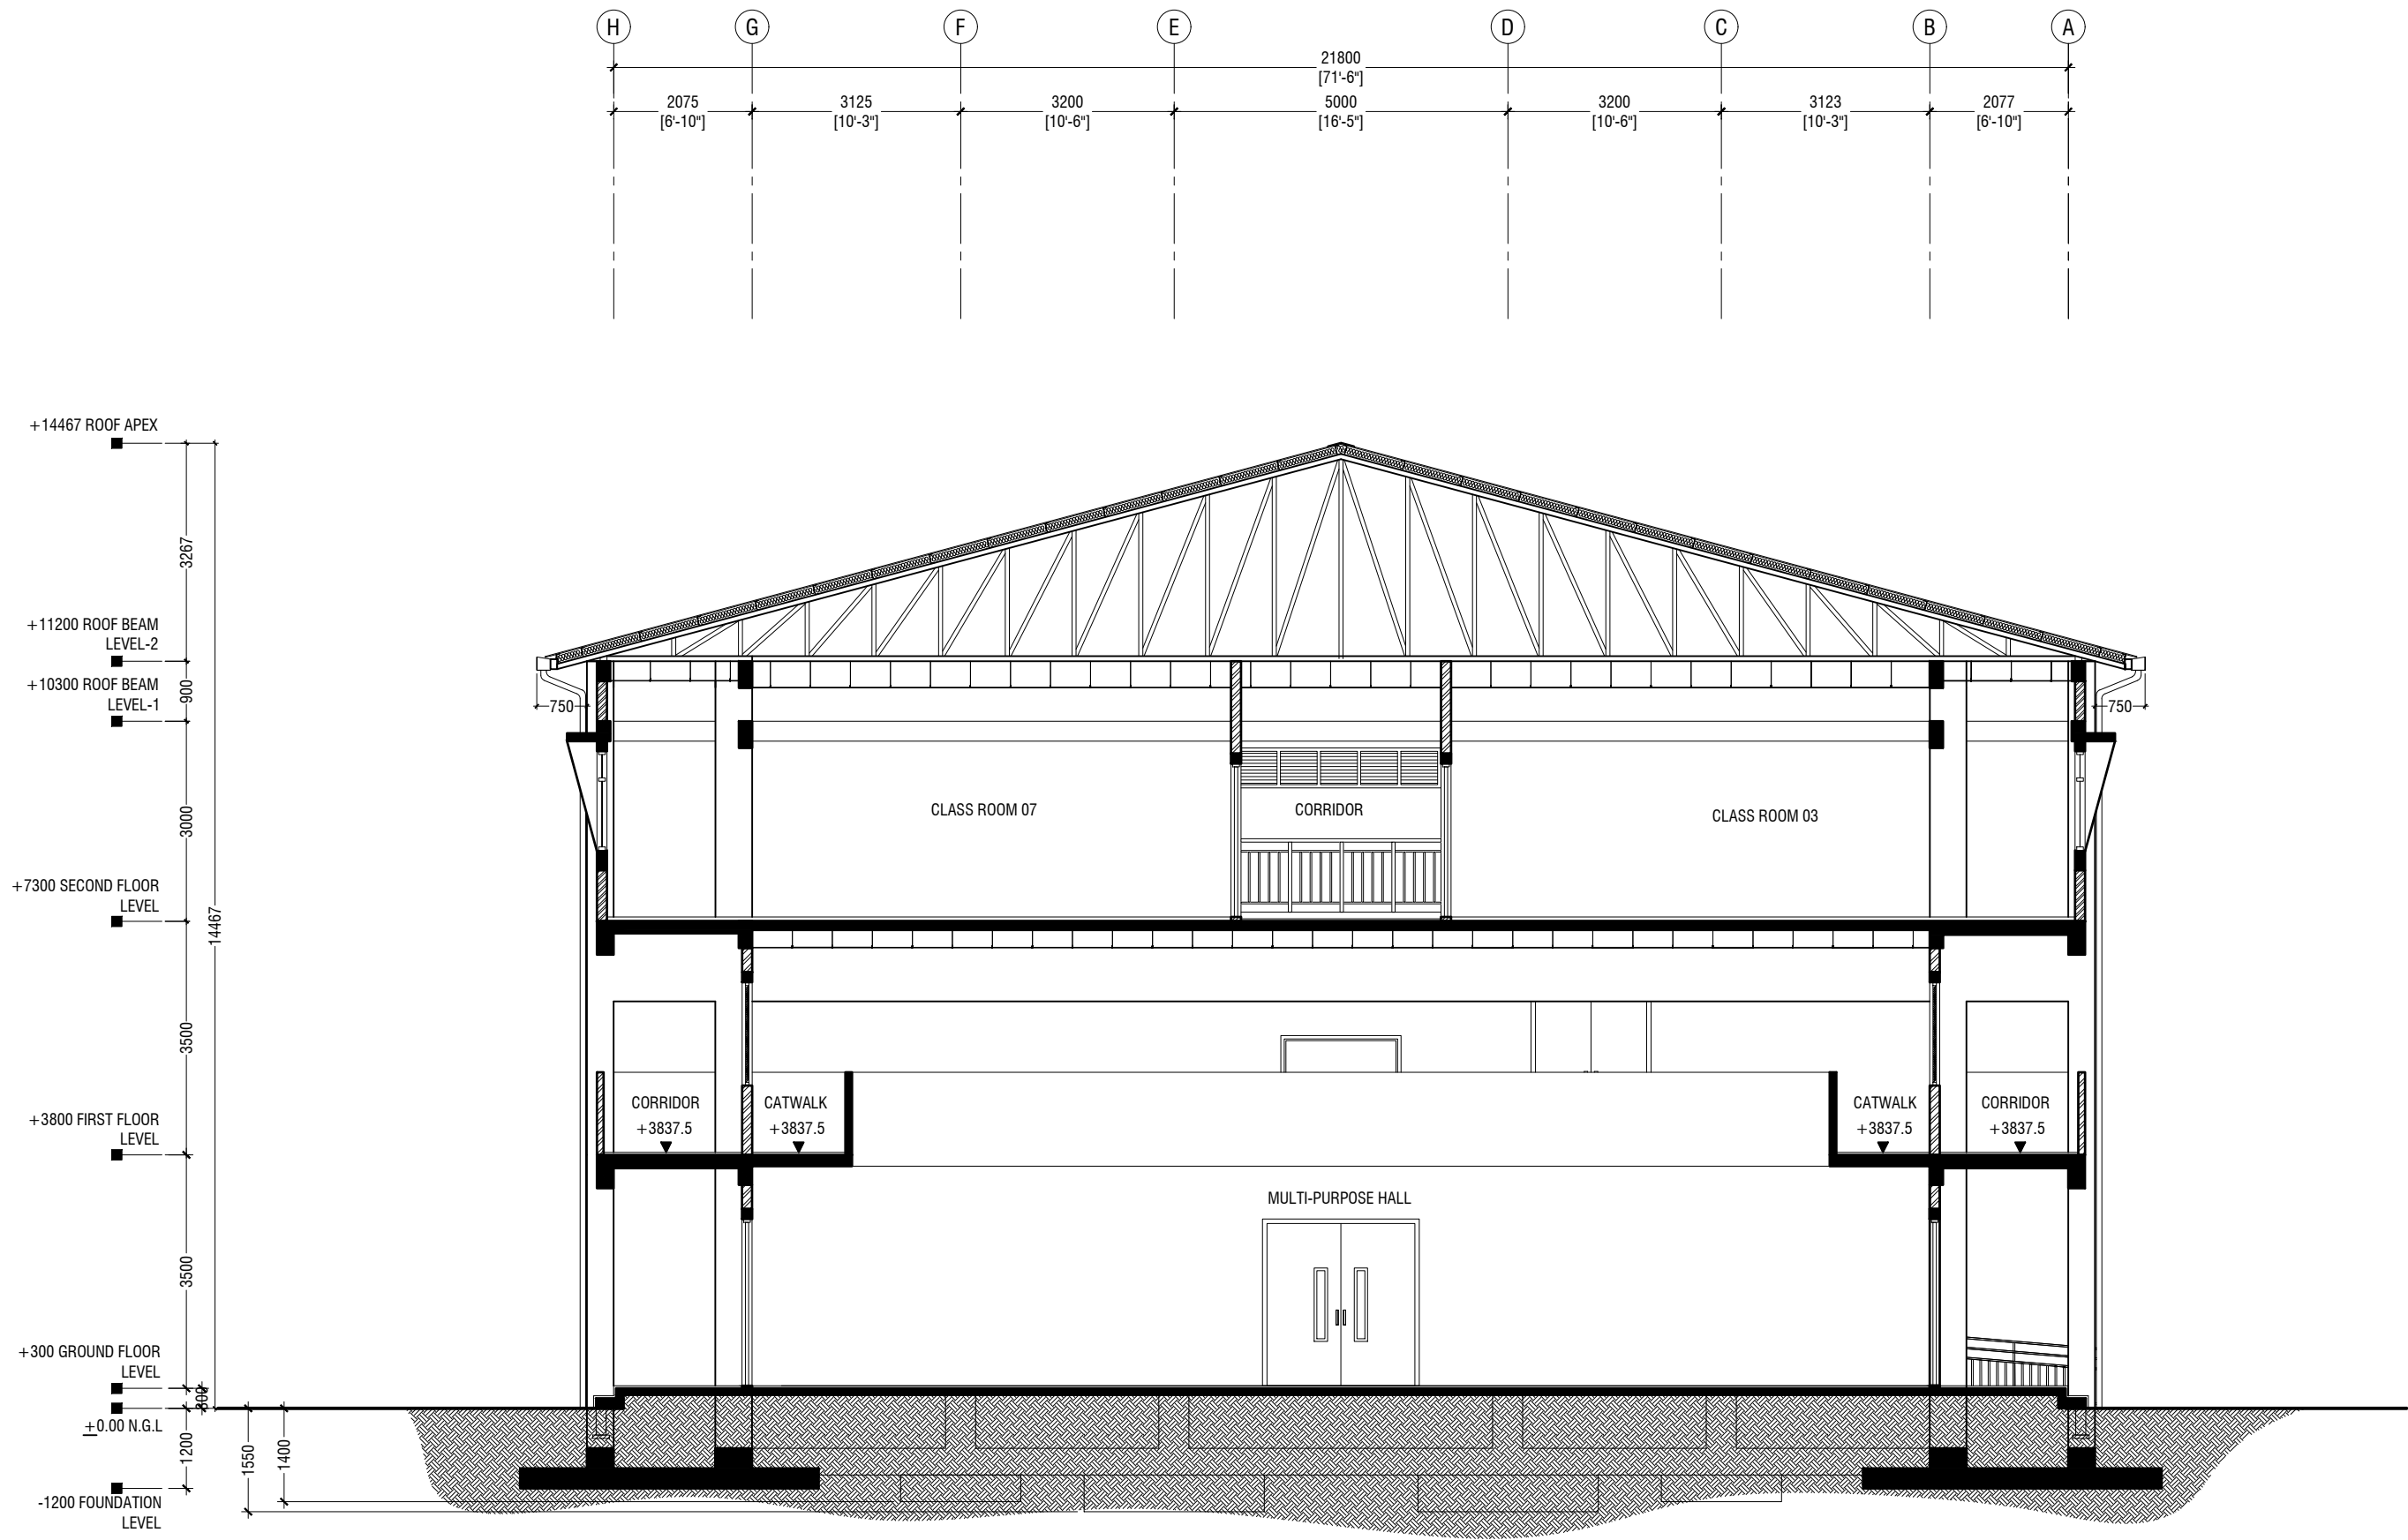 H G F E D C B A
21800
[71'-6"]
2075 3125 3200 5000 3200 3123 2077
[6'-10"] [10'-3"] [10'-6"] [16'-5"] [10'-6"] [10'-3"] [6'-10"]
+14467 ROOF APEX
3267
+11200 ROOF BEAM
LEVEL-2
+10300 ROOF BEAM
LEVEL-1
900
750
750
3000
CLASS ROOM 07
CORRIDOR
CLASS ROOM 03
+7300 SECOND FLOOR
LEVEL
14467
3500
+3800 FIRST FLOOR
LEVEL
CORRIDOR
+3837.5
CATWALK
+3837.5
CATWALK
+3837.5
CORRIDOR
+3837.5
MULTI-PURPOSE HALL
3500
+300 GROUND FLOOR
LEVEL
300
±0.00 N.G.L
1200
1550
1400
-1200 FOUNDATION
LEVEL